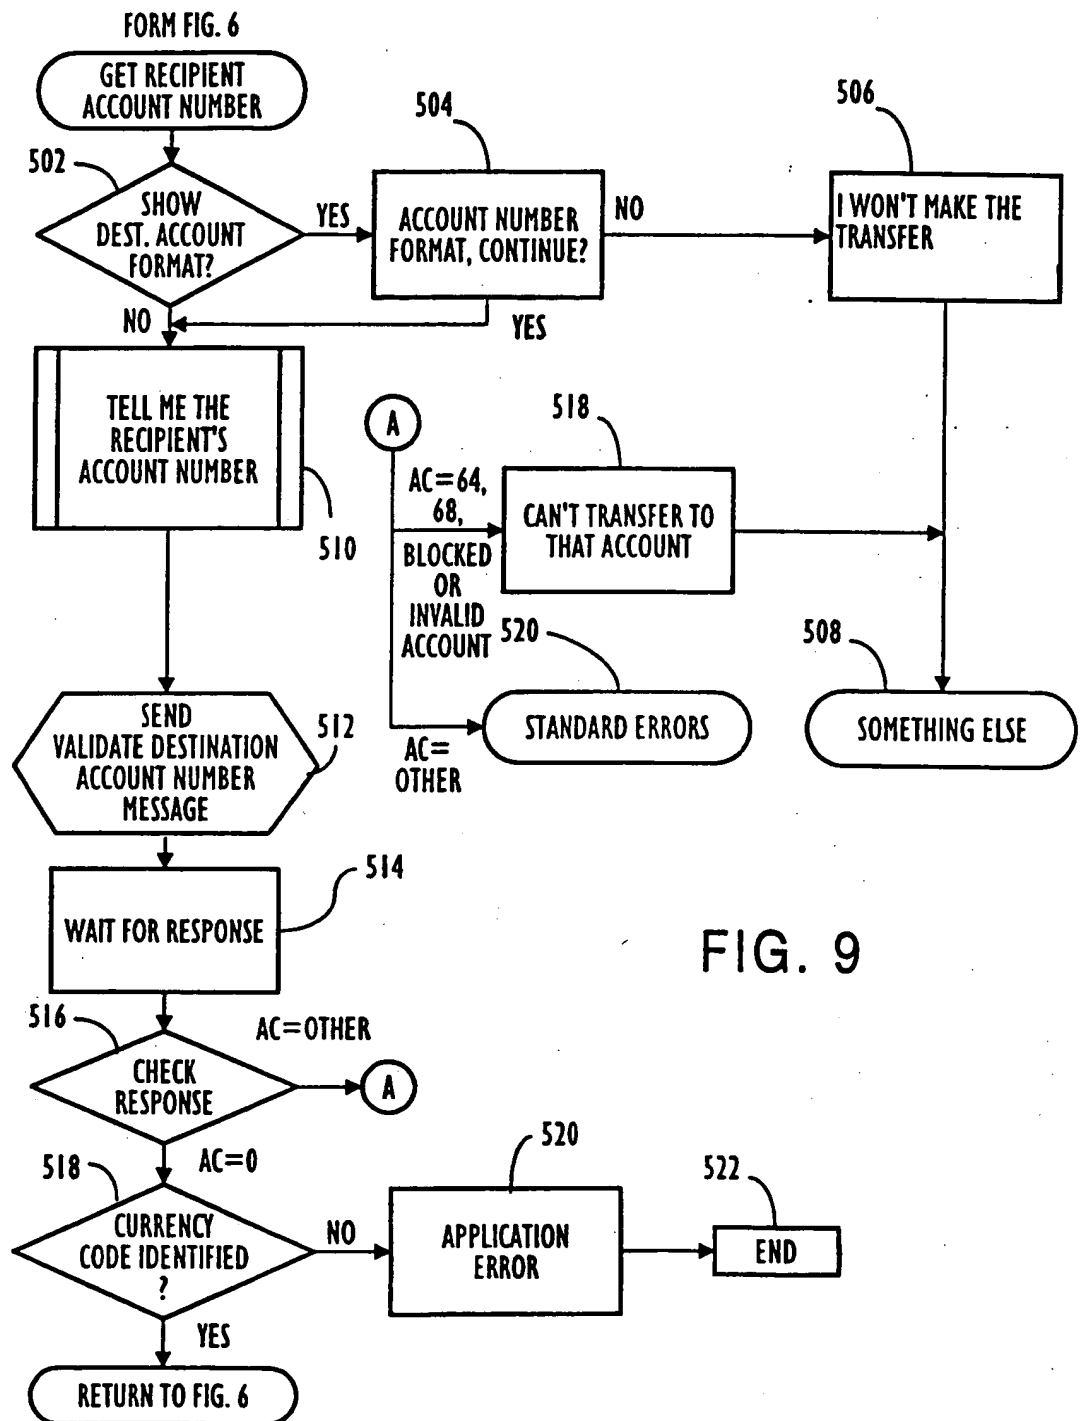 FORM FIG. 6
GET RECIPIENT
ACCOUNT NUMBER
502
SHOW
DEST. ACCOUNT
FORMAT?
YES
504
ACCOUNT NUMBER
FORMAT, CONTINUE?
NO
506
I WON'T MAKE THE
TRANSFER
NO
YES
TELL ME THE
RECIPIENT'S
ACCOUNT NUMBER
510
A
AC=64,
68,
BLOCKED
OR
INVALID
ACCOUNT
518
CAN'T TRANSFER TO
THAT ACCOUNT
520
STANDARD ERRORS
AC=
OTHER
508
SOMETHING ELSE
SEND
VALIDATE DESTINATION
ACCOUNT NUMBER
MESSAGE
512
WAIT FOR RESPONSE
514
FIG. 9
516
CHECK
RESPONSE
AC=OTHER
A
AC=0
518
CURRENCY
CODE IDENTIFIED
?
NO
520
APPLICATION
ERROR
522
END
YES
RETURN TO FIG. 6